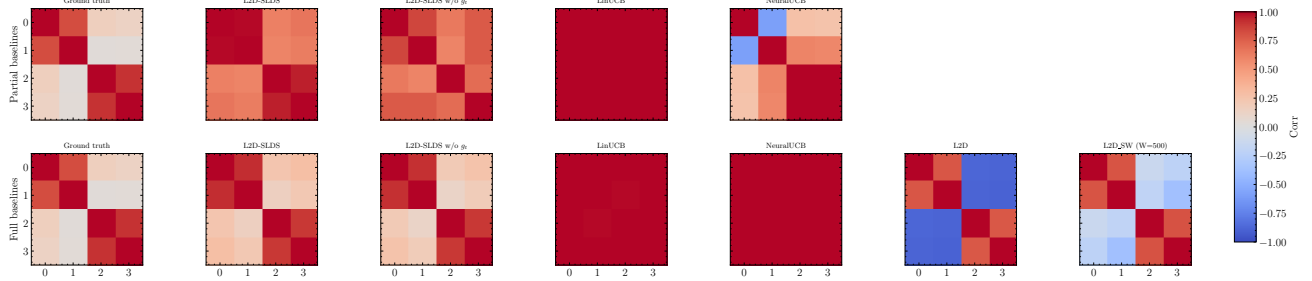 Ground truth
L2D-SLDS
L2D-SLDS w/o gₜ
LinUCB
NeuralUCB
Partial baselines
0
1
2
3
Ground truth
L2D-SLDS
L2D-SLDS w/o gₜ
LinUCB
NeuralUCB
L2D
L2D_SW (W=500)
Full baselines
0
1
2
3
0 1 2 3
0 1 2 3
0 1 2 3
0 1 2 3
0 1 2 3
0 1 2 3
0 1 2 3
1.00
0.75
0.50
0.25
0.00
−0.25
−0.50
−0.75
−1.00
Corr